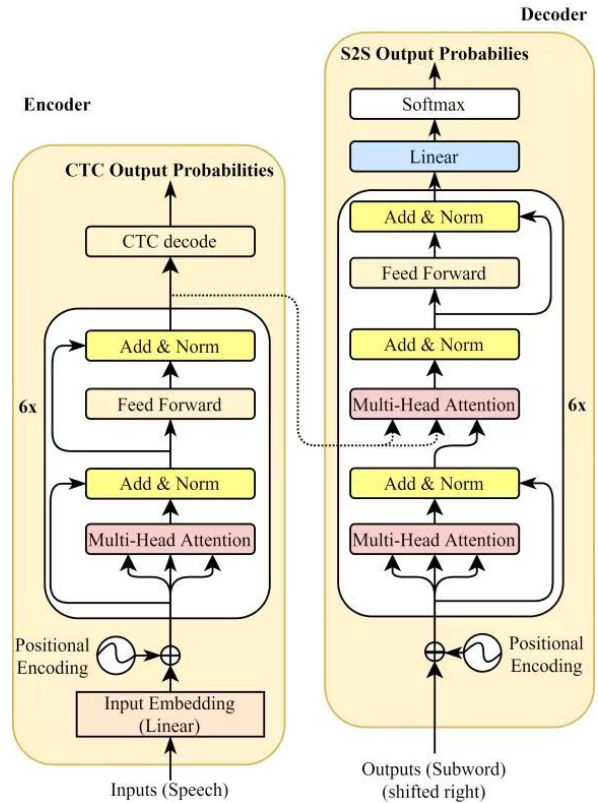 Decoder
S2S Output Probabilies
Softmax
Linear
Add & Norm
Feed Forward
Add & Norm
Multi-Head Attention
6x
Add & Norm
Multi-Head Attention
Positional
Encoding
Outputs (Subword)
(shifted right)
Encoder
CTC Output Probabilities
CTC decode
Add & Norm
6x
Feed Forward
Add & Norm
Multi-Head Attention
Positional
Encoding
Input Embedding
(Linear)
Inputs (Speech)